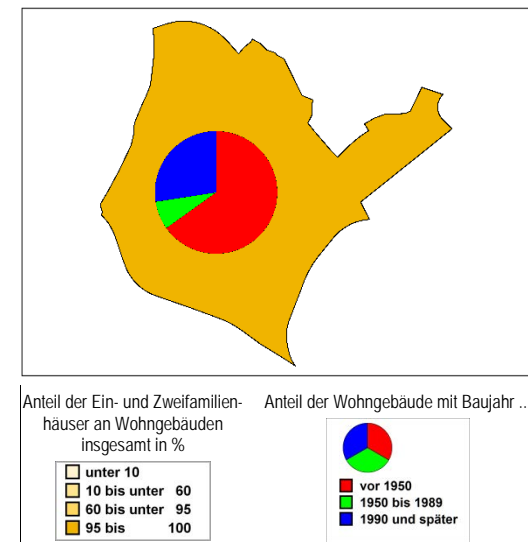 Anteil der Ein- und Zweifamilien-
häuser an Wohngebäuden
insgesamt in %
unter 10
10 bis unter 60
60 bis unter 95
95 bis 100
Anteil der Wohngebäude mit Baujahr ...
vor 1950
1950 bis 1989
1990 und später